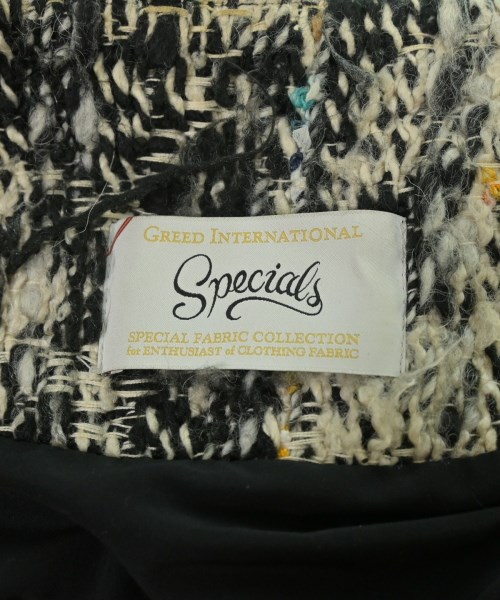 GREED INTERNATIONAL
Specials
SPECIAL FABRIC COLLECTION
for ENTHUSIAST of CLOTHING FABRIC